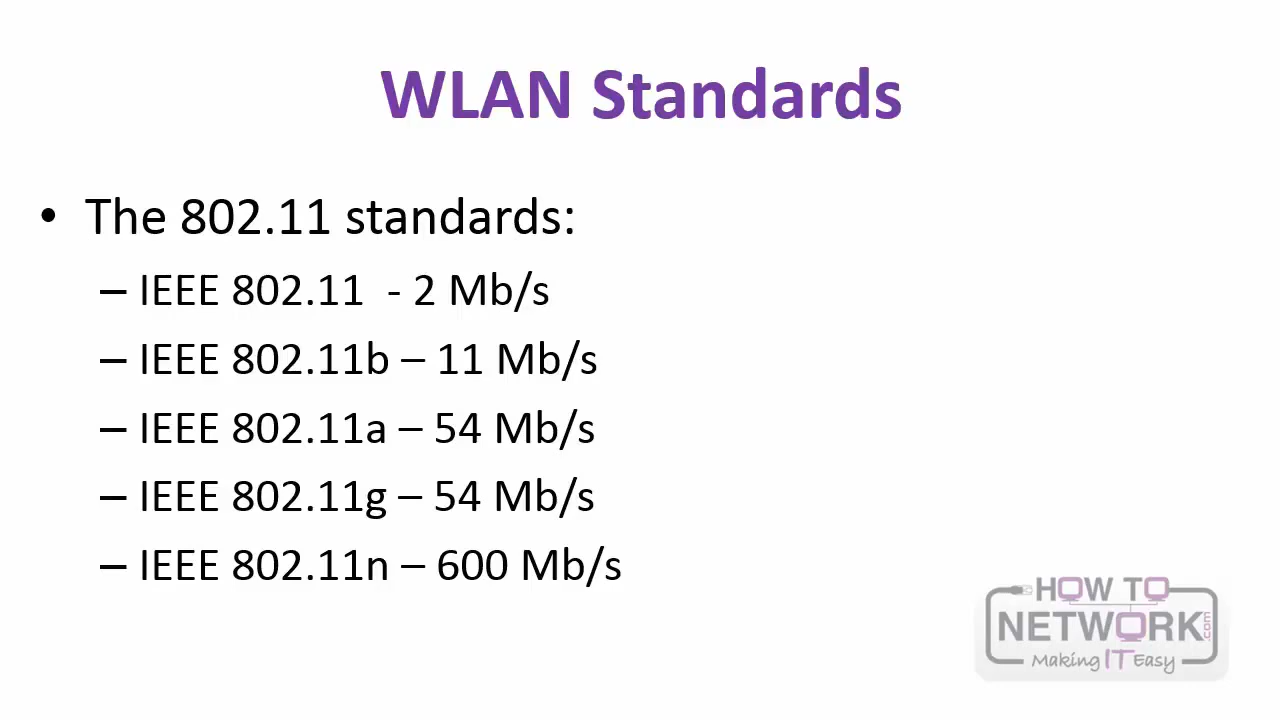 WLAN Standards
• The 802.11 standards:
– IEEE 802.11 - 2 Mb/s
– IEEE 802.11b – 11 Mb/s
– IEEE 802.11a – 54 Mb/s
– IEEE 802.11g – 54 Mb/s
– IEEE 802.11n – 600 Mb/s
HOW TO
NETWORK.com
Making IT Easy